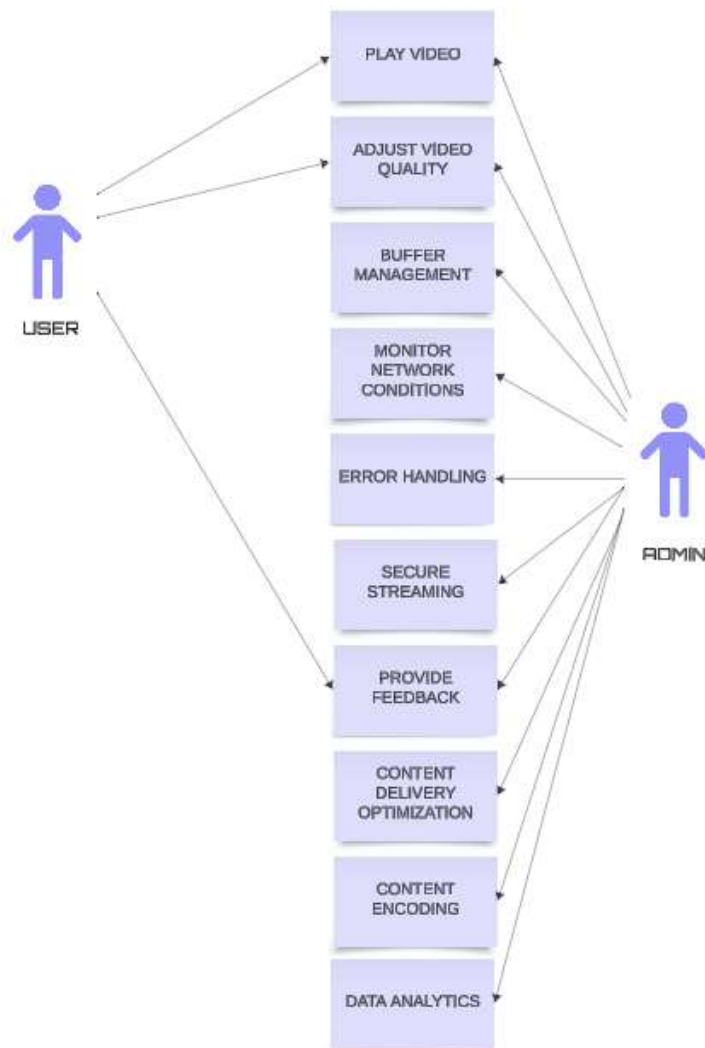 PLAY VIDEO
ADJUST VIDEO
QUALITY
USER
BUFFER
MANAGEMENT
MONITOR
NETWORK
CONDITIONS
ERROR HANDLING
ADMIN
SECURE
STREAMING
PROVIDE
FEEDBACK
CONTENT
DELIVERY
OPTIMIZATION
CONTENT
ENCODING
DATA ANALYTICS